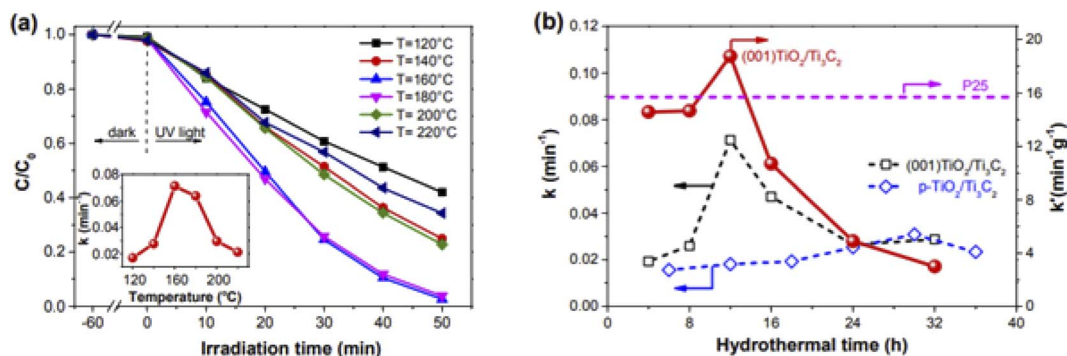 (a)
1.0
0.8
0.6
0.4
0.2
0.0
C/C₀
T=120°C
T=140°C
T=160°C
T=180°C
T= 200°C
T= 220°C
dark
UV light
0.08
0.06
0.04
0.02
0.00
k (min⁻¹)
120 160 200
Temperature (°C)
-60 0 10 20 30 40 50
Irradiation time (min)
(b)
0.12
0.10
0.08
0.06
0.04
0.02
0.00
k (min⁻¹)
(001)TiO₂/Ti₃C₂
P25
(001)TiO₂/Ti₃C₂
p-TiO₂/Ti₃C₂
20
16
12
8
4
0
k'(min⁻¹g⁻¹)
0 8 16 24 32 40
Hydrothermal time (h)